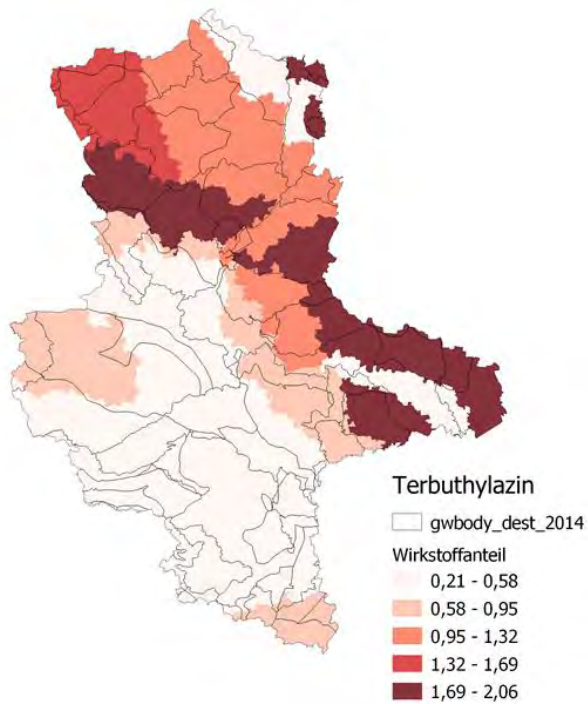 Terbuthylazin
gwbody_dest_2014
Wirkstoffanteil
0,21 - 0,58
0,58 - 0,95
0,95 - 1,32
1,32 - 1,69
1,69 - 2,06